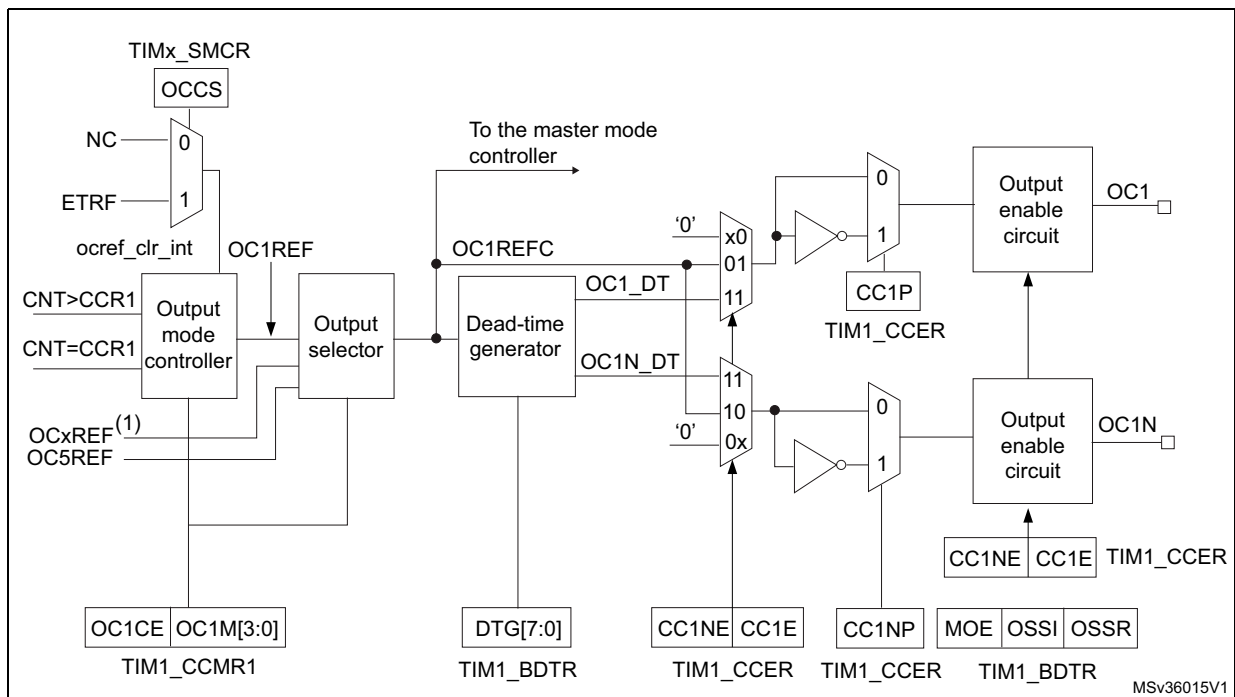 TIMx_SMCR
OCCS
NC
0
ETRF
1
ocref_clr_int
OC1REF
CNT>CCR1
CNT=CCR1
Output
mode
controller
Output
selector
OCxREF(1)
OC5REF
OC1CE OC1M[3:0]
TIM1_CCMR1
To the master mode
controller
OC1REFC
Dead-time
generator
OC1_DT
OC1N_DT
DTG[7:0]
TIM1_BDTR
‘0’
x0
01
11
11
10
‘0’
0x
CC1NE CC1E
TIM1_CCER
0
1
CC1P
TIM1_CCER
0
1
CC1NP
TIM1_CCER
Output
enable
circuit
OC1
Output
enable
circuit
OC1N
CC1NE CC1E
TIM1_CCER
MOE OSSI OSSR
TIM1_BDTR
MSv36015V1